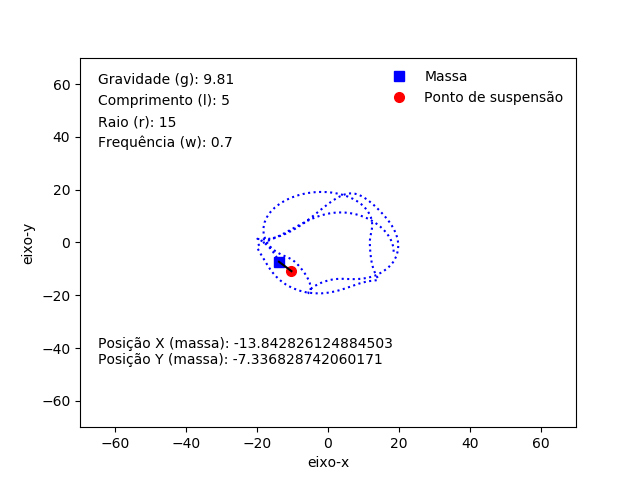 Gravidade (g): 9.81
Comprimento (l): 5
Raio (r): 15
Frequência (w): 0.7
Massa
Ponto de suspensão
60
40
20
0
−20
−40
−60
eixo-y
Posição X (massa): -13.842826124884503
Posição Y (massa): -7.336828742060171
−60
−40
−20
0
20
40
60
eixo-x